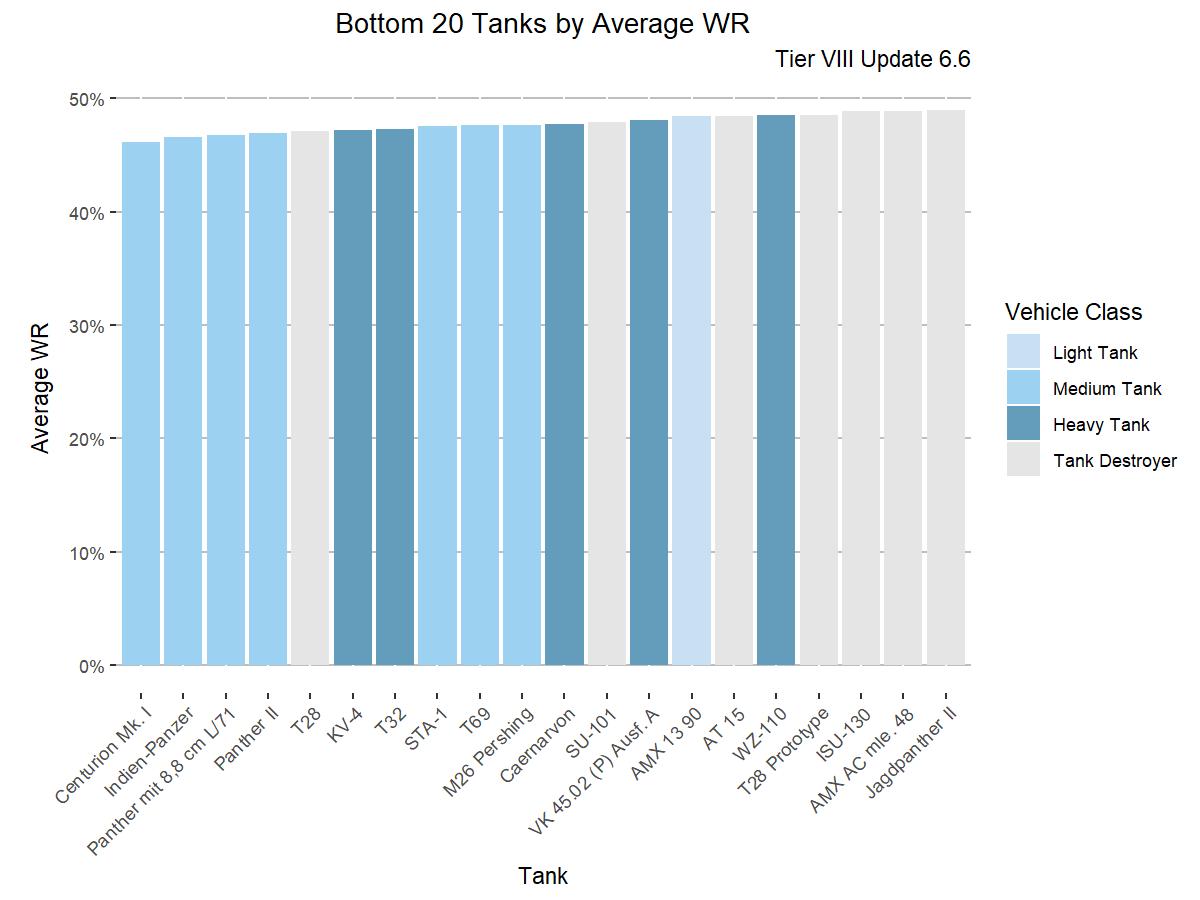 Bottom 20 Tanks by Average WR
Tier VIII Update 6.6
Average WR
50%
40%
30%
20%
10%
0%
Centurion Mk. I
Indien-Panzer
Panther mit 8,8 cm L/71
Panther II
T28
KV-4
T32
STA-1
T69
M26 Pershing
Caernarvon
SU-101
VK 45.02 (P) Ausf. A
AMX 13 90
AT 15
WZ-110
T28 Prototype
ISU-130
AMX AC mle. 48
Jagdpanther II
Tank
Vehicle Class
Light Tank
Medium Tank
Heavy Tank
Tank Destroyer